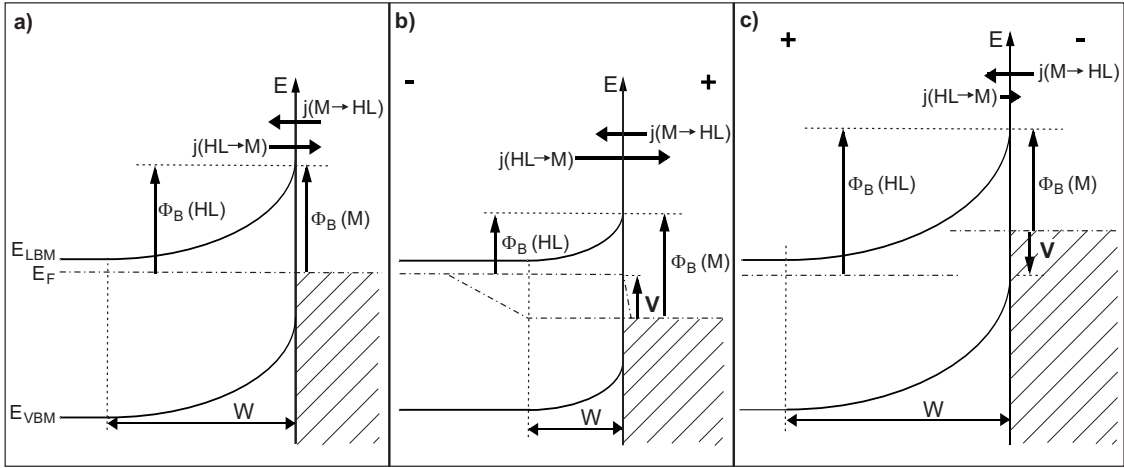 a)
E
j(M→HL)
j(HL→M)
Φ_B(HL)
Φ_B(M)
E_LBM
E_F
E_VBM
W
b)
-
+
E
j(M→HL)
j(HL→M)
Φ_B(HL)
Φ_B(M)
V
W
c)
+
-
E
j(M→HL)
j(HL→M)
Φ_B(HL)
Φ_B(M)
V
W